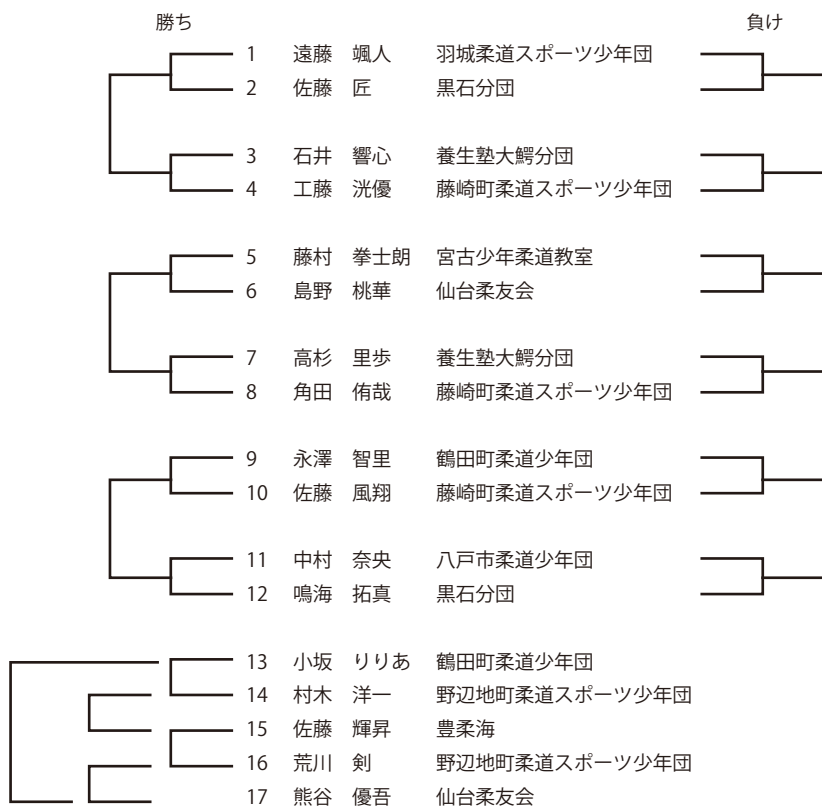 勝ち 負け
1 遠藤 颯人 羽城柔道スポーツ少年団
2 佐藤 匠 黒石分団
3 石井 響心 養生塾大鰐分団
4 工藤 洸優 藤崎町柔道スポーツ少年団
5 藤村 拳士朗 宮古少年柔道教室
6 島野 桃華 仙台柔友会
7 高杉 里歩 養生塾大鰐分団
8 角田 侑哉 藤崎町柔道スポーツ少年団
9 永澤 智里 鶴田町柔道少年団
10 佐藤 風翔 藤崎町柔道スポーツ少年団
11 中村 奈央 八戸市柔道少年団
12 鳴海 拓真 黒石分団
13 小坂 りりあ 鶴田町柔道少年団
14 村木 洋一 野辺地町柔道スポーツ少年団
15 佐藤 輝昇 豊柔海
16 荒川 剣 野辺地町柔道スポーツ少年団
17 熊谷 優吾 仙台柔友会